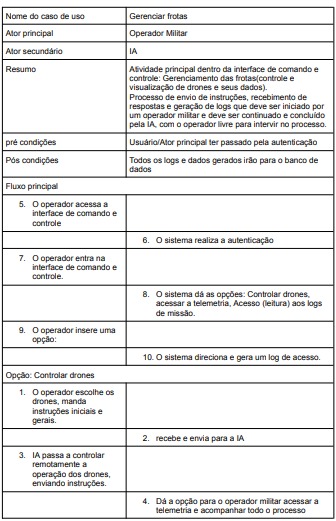 Nome do caso de uso
Gerenciar frotas
Ator principal
Operador Militar
Ator secundário
IA
Resumo
Atividade principal dentro da interface de comando e
controle: Gerenciamento das frotas(controle e
visualização de drones e seus dados).
Processo de envio de instruções, recebimento de
respostas e geração de logs que deve ser iniciado por
um operador militar e deve ser continuado e concluído
pela IA, com o operador livre para intervir no processo.
pré condições
Usuário/Ator principal ter passado pela autenticação
Pós condições
Todos os logs e dados gerados irão para o banco de
dados
Fluxo principal
5. O operador acessa a
interface de comando e
controle
6. O sistema realiza a autenticação
7. O operador entra na
interface de comando e
controle.
8. O sistema dá as opções: Controlar drones,
acessar a telemetria, Acesso (leitura) aos logs
de missão.
9. O operador insere uma
opção:
10. O sistema direciona e gera um log de acesso.
Opção: Controlar drones
1. O operador escolhe os
drones, manda
instruções iniciais e
gerais.
2. recebe e envia para a IA
3. IA passa a controlar
remotamente a
operação dos drones,
enviando instruções.
4. Dá a opção para o operador militar acessar a
telemetria e acompanhar todo o processo